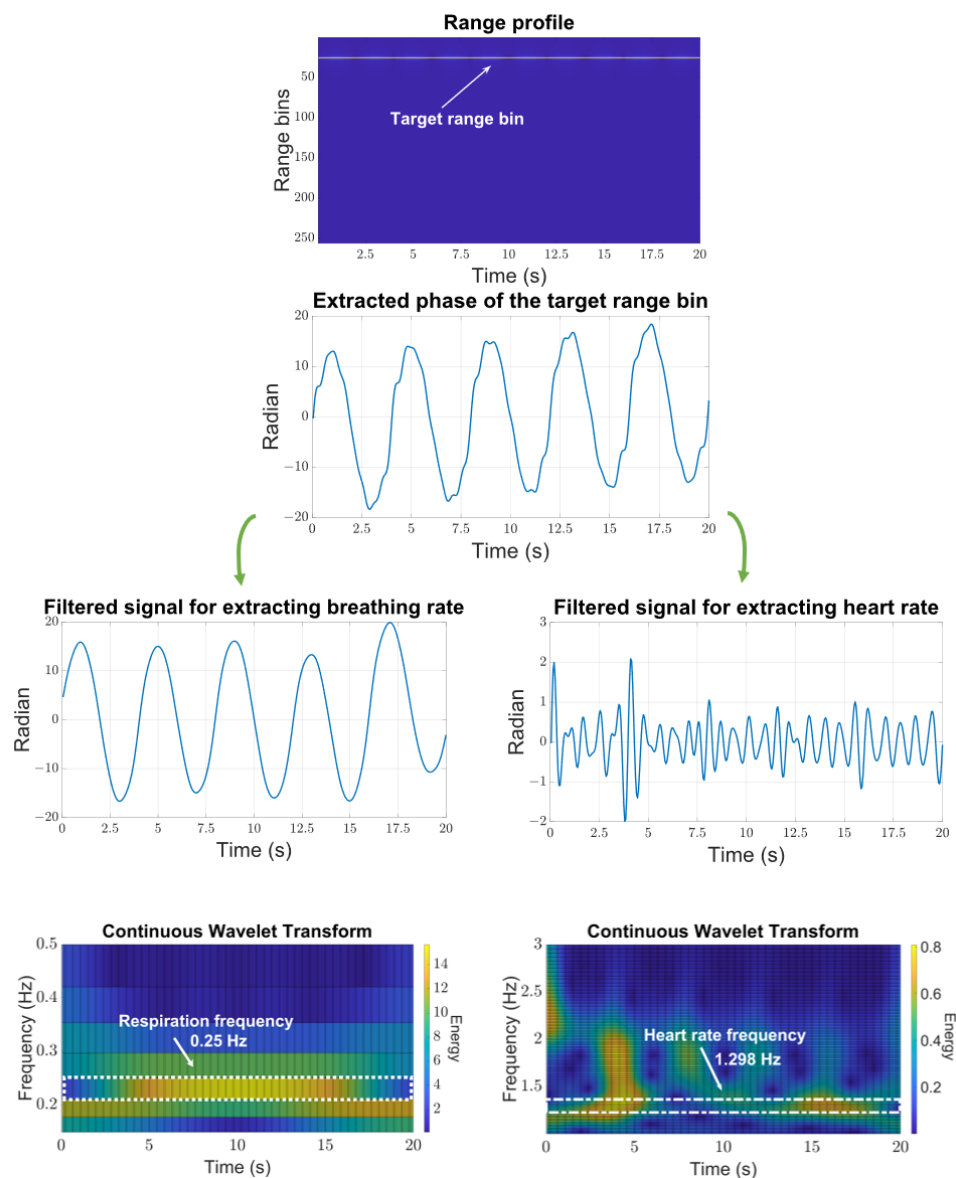 Range profile
50
100
150
200
250
Range bins
Target range bin
2.5 5 7.5 10 12.5 15 17.5 20
Time (s)
Extracted phase of the target range bin
20
10
0
−10
−20
Radian
0 2.5 5 7.5 10 12.5 15 17.5 20
Time (s)
Filtered signal for extracting breathing rate
20
10
0
−10
−20
Radian
0 2.5 5 7.5 10 12.5 15 17.5 20
Time (s)
Filtered signal for extracting heart rate
3
2
1
0
-1
-2
Radian
0 2.5 5 7.5 10 12.5 15 17.5 20
Time (s)
Continuous Wavelet Transform
0.5
0.4
0.3
0.2
Frequency (Hz)
Respiration frequency
0.25 Hz
14
12
10
8
6
4
2
Energy
0 5 10 15 20
Time (s)
Continuous Wavelet Transform
3
2.5
2
1.5
Frequency (Hz)
Heart rate frequency
1.298 Hz
0.8
0.6
0.4
0.2
Energy
0 5 10 15 20
Time (s)